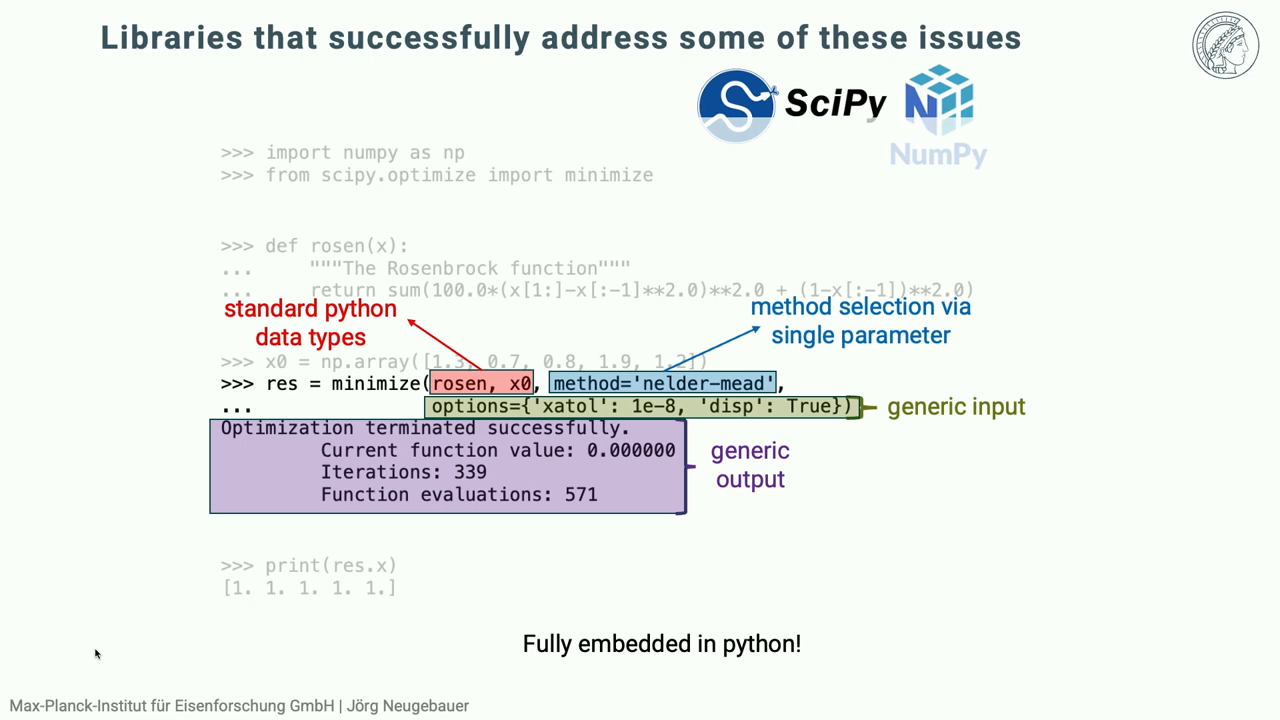 Libraries that successfully address some of these issues
SciPy
NumPy
>>> import numpy as np
>>> from scipy.optimize import minimize
>>> def rosen(x):
...     """The Rosenbrock function"""
...     return sum(100.0*(x[1:]-x[:-1]**2.0)**2.0 + (1-x[:-1])**2.0)
standard python
data types
method selection via
single parameter
>>> x0 = np.array([1.3, 0.7, 0.8, 1.9, 1.2])
>>> res = minimize(rosen, x0, method='nelder-mead',
...                options={'xatol': 1e-8, 'disp': True})
generic input
Optimization terminated successfully.
         Current function value: 0.000000
         Iterations: 339
         Function evaluations: 571
generic
output
>>> print(res.x)
[1. 1. 1. 1. 1.]
Fully embedded in python!
Max-Planck-Institut für Eisenforschung GmbH | Jörg Neugebauer